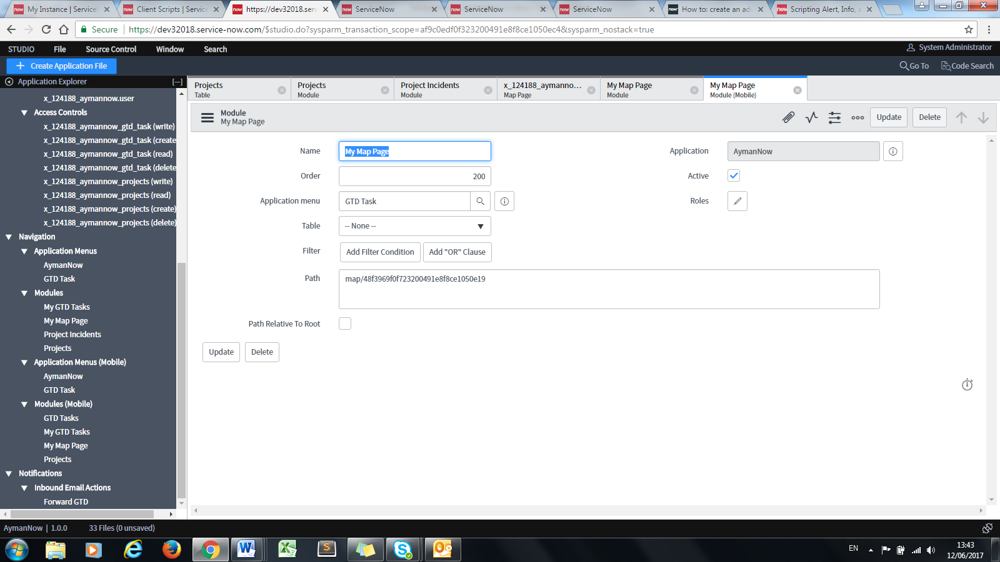 now My Instance | Service
now Client Scripts | Service
now https://dev32018.serv
now ServiceNow
now ServiceNow
now ServiceNow
now How to: create an ad
now Scripting Alert, Info, a
Secure https://dev32018.service-now.com/$studio.do?sysparm_transaction_scope=af9c0edf0f323200491e8f8ce1050ec4&sysparm_nostack=true
STUDIO File Source Control Window Search System Administrator
+ Create Application File Go To Code Search
Application Explorer [—]
x_124188_aymannow.user
Access Controls
x_124188_aymannow_gtd_task (write)
x_124188_aymannow_gtd_task (create
x_124188_aymannow_gtd_task (read)
x_124188_aymannow_gtd_task (delete
x_124188_aymannow_projects (write)
x_124188_aymannow_projects (read)
x_124188_aymannow_projects (create)
x_124188_aymannow_projects (delete)
Navigation
Application Menus
AymanNow
GTD Task
Modules
My GTD Tasks
My Map Page
Project Incidents
Projects
Application Menus (Mobile)
AymanNow
GTD Task
Modules (Mobile)
GTD Tasks
My GTD Tasks
My Map Page
Projects
Notifications
Inbound Email Actions
Forward GTD
Projects
Table
Projects
Module
Project Incidents
Module
x_124188_aymanno...
Map Page
My Map Page
Module
My Map Page
Module (Mobile)
Module
My Map Page
Update Delete
Name My Map Page
Application AymanNow
Order 200
Active
Application menu GTD Task
Roles
Table -- None --
Filter Add Filter Condition Add "OR" Clause
Path map/48f3969f0f723200491e8f8ce1050e19
Path Relative To Root
Update Delete
AymanNow | 1.0.0 33 Files (0 unsaved)
EN
13:43
12/06/2017